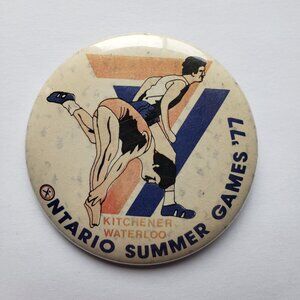 KITCHENER
WATERLOO
ONTARIO SUMMER GAMES '77